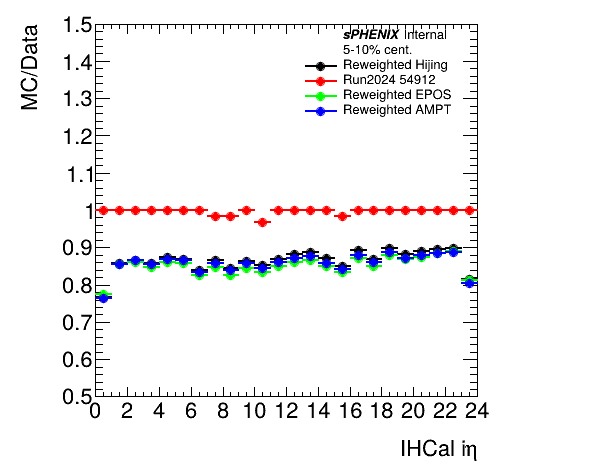 sPHENIX Internal
5-10% cent.
Reweighted Hijing
Run2024 54912
Reweighted EPOS
Reweighted AMPT
MC/Data
1.5
1.4
1.3
1.2
1.1
1
0.9
0.8
0.7
0.6
0.5
0 2 4 6 8 10 12 14 16 18 20 22 24
IHCal iη